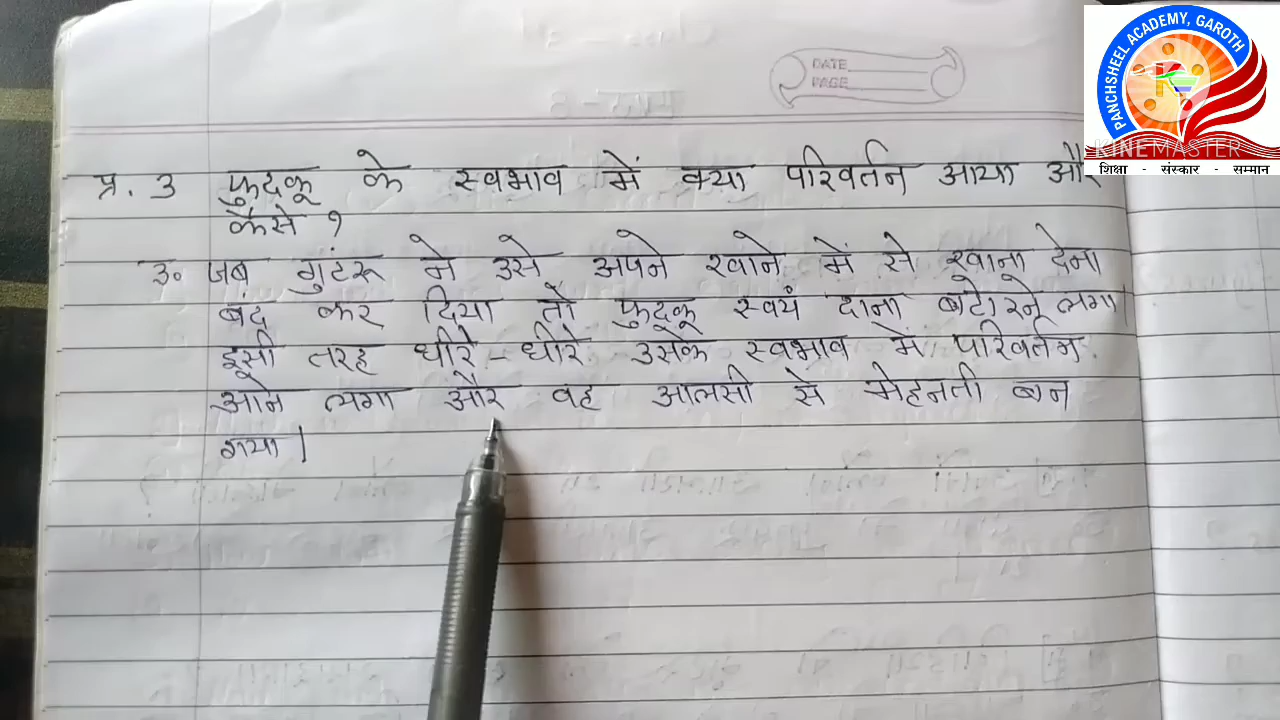 PANCHSHEEL ACADEMY, GAROTH
KINEMASTER
शिक्षा - संस्कार - सम्मान
DATE
PAGE
प्र. 3 फुदकू के स्वभाव में क्या परिवर्तन आया और
कैसे ?
उ० जब गुटंरू ने उसे अपने खाने में से खाना देना
बंद कर दिया तो फुदकू स्वयं दाना बटोरने लगा।
इसी तरह धीरे-धीरे उसके स्वभाव में परिवर्तन
आने लगा और वह आलसी से मेहनती बन
गया।